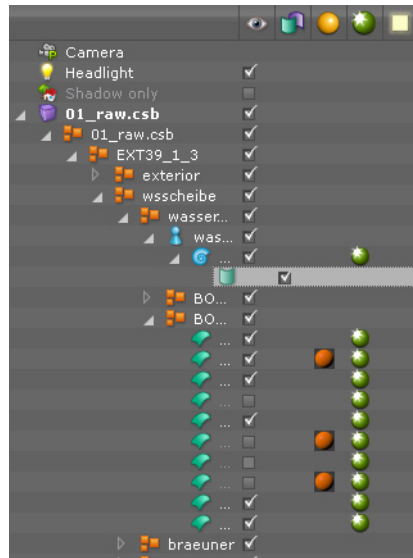 Camera
Headlight
Shadow only
01_raw.csb
01_raw.csb
EXT39_1_3
exterior
wsscheibe
wasser...
was...
...
BO...
BO...
...
...
...
...
...
...
...
...
...
...
braeuner